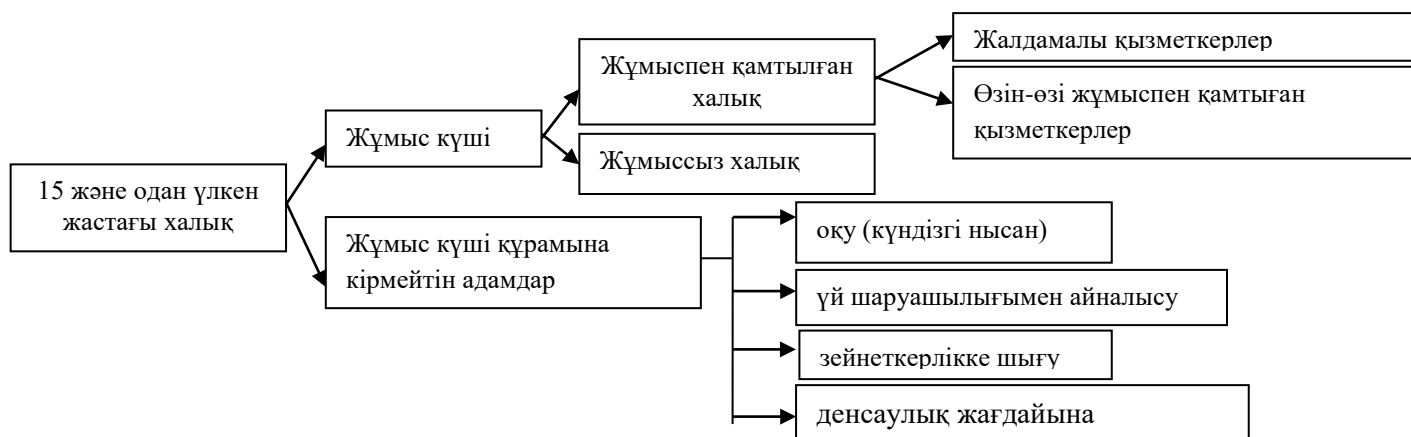 15 және одан үлкен
жастағы халық
Жұмыс күші
Жұмыспен қамтылған
халық
Жалдамалы қызметкерлер
Өзін-өзі жұмыспен қамтыған
қызметкерлер
Жұмыссыз халық
Жұмыс күші құрамына
кірмейтін адамдар
оқу (күндізгі нысан)
үй шаруашылығымен айналысу
зейнеткерлікке шығу
денсаулық жағдайына